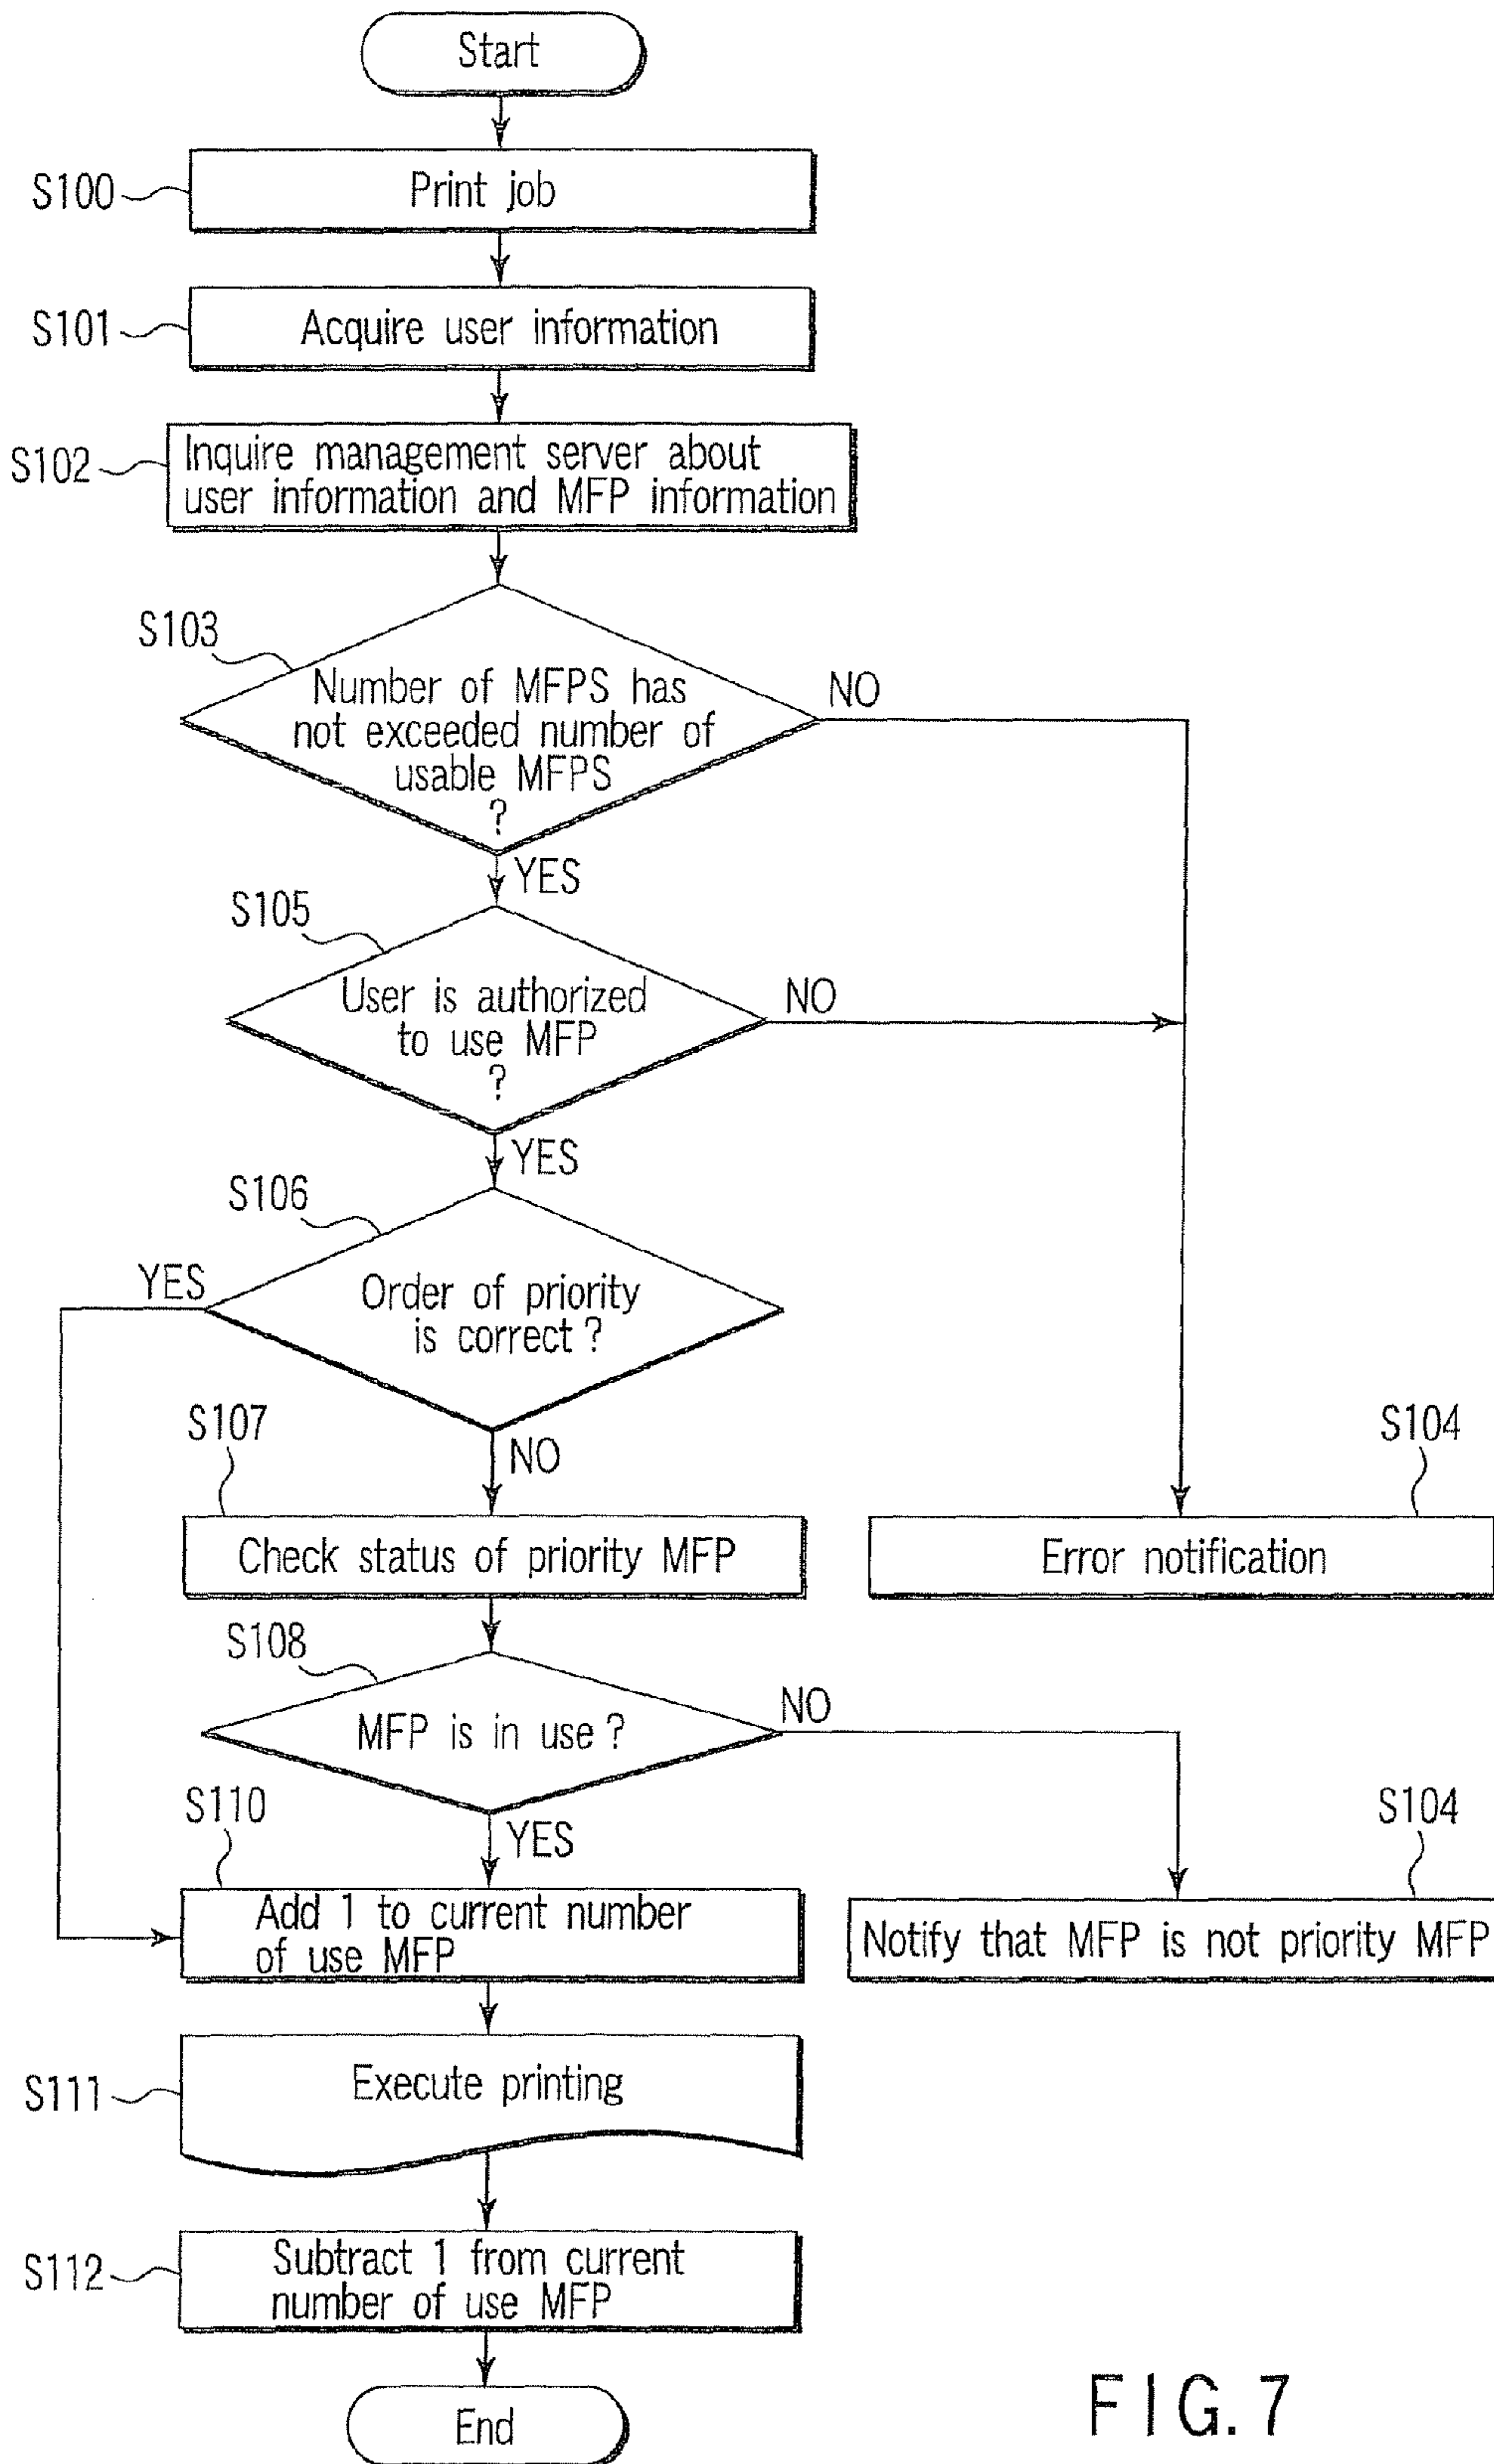 Start
S100
Print job
S101
Acquire user information
S102
Inquire management server about
user information and MFP information
S103
Number of MFPS has
not exceeded number of
usable MFPS
?
NO
YES
S105
User is authorized
to use MFP
?
NO
YES
S106
YES
Order of priority
is correct ?
NO
S107
Check status of priority MFP
S104
Error notification
S108
MFP is in use ?
NO
YES
S110
Add 1 to current number
of use MFP
S104
Notify that MFP is not priority MFP
S111
Execute printing
S112
Subtract 1 from current
number of use MFP
End
FIG. 7